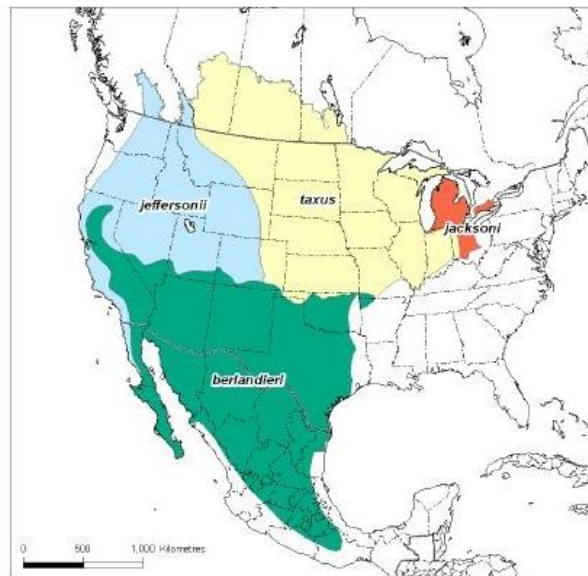 jeffersonii
taxus
jacksoni
berlandieri
0 500 1,000 Kilometres